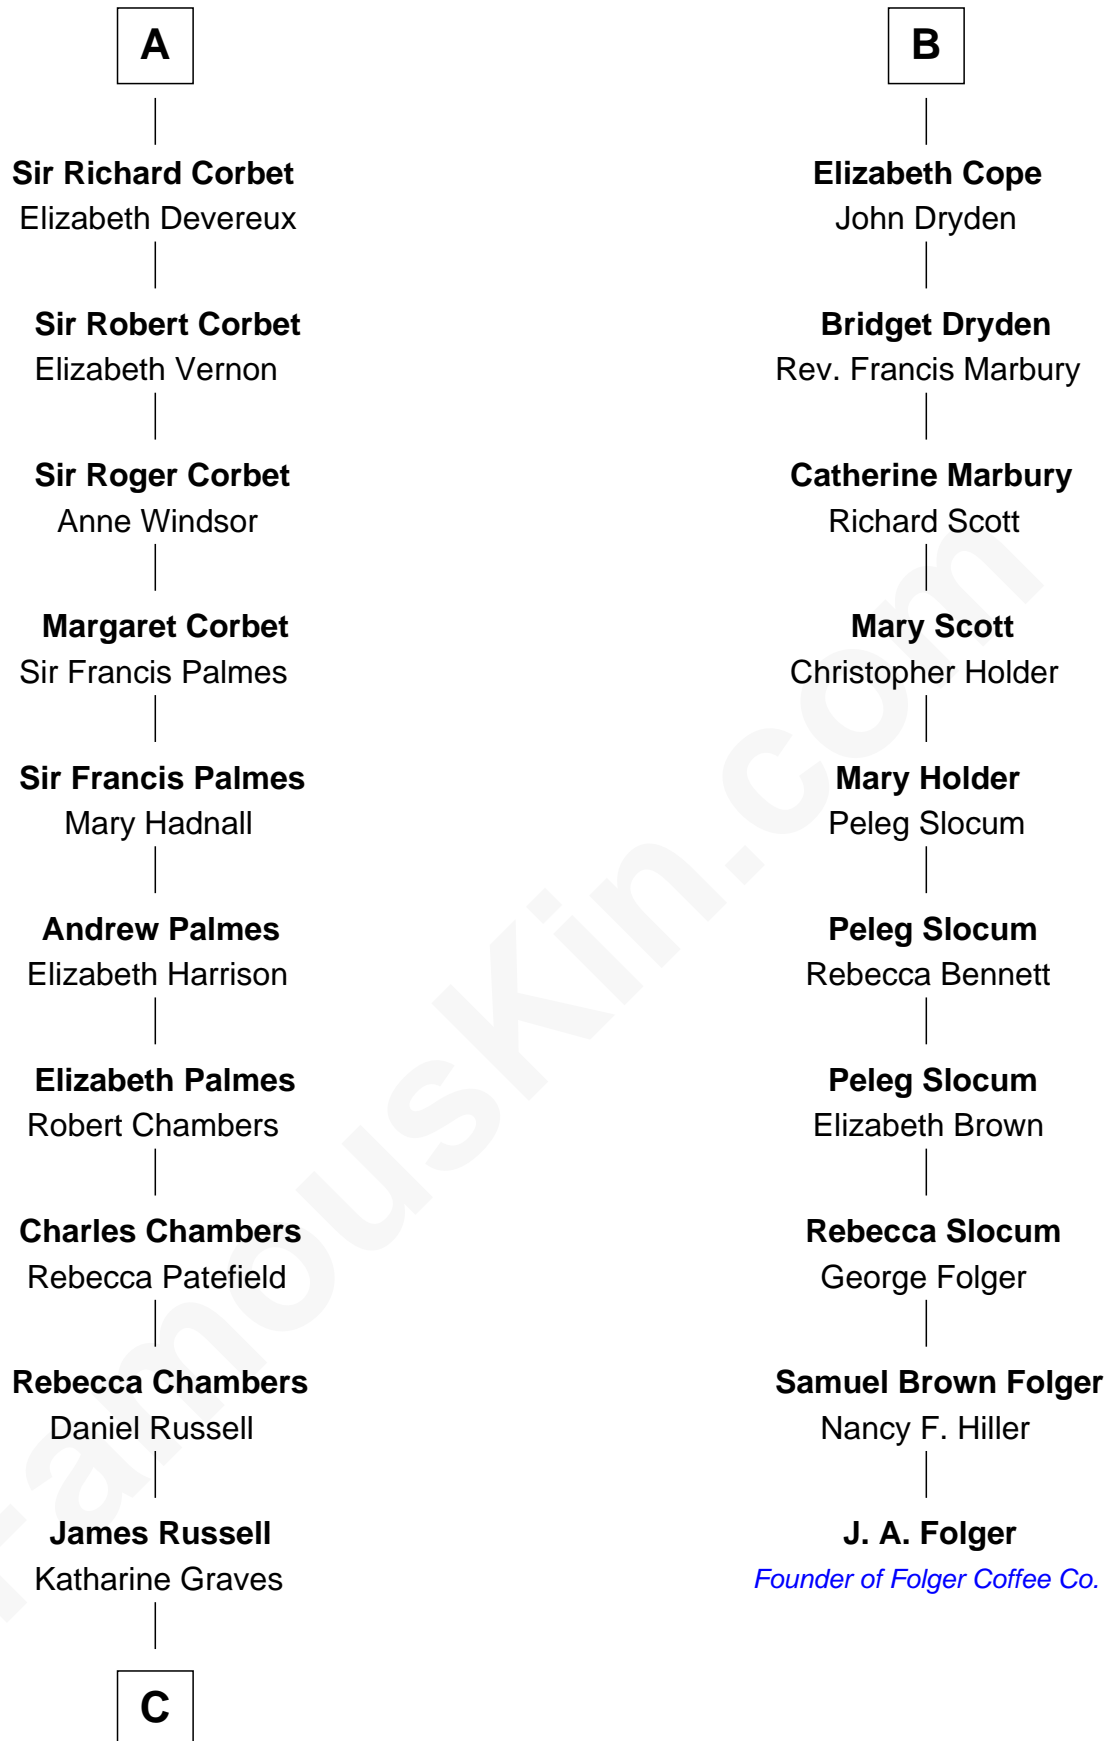 A
Sir Richard Corbet
Elizabeth Devereux
Sir Robert Corbet
Elizabeth Vernon
Sir Roger Corbet
Anne Windsor
Margaret Corbet
Sir Francis Palmes
Sir Francis Palmes
Mary Hadnall
Andrew Palmes
Elizabeth Harrison
Elizabeth Palmes
Robert Chambers
Charles Chambers
Rebecca Patefield
Rebecca Chambers
Daniel Russell
James Russell
Katharine Graves
C
B
Elizabeth Cope
John Dryden
Bridget Dryden
Rev. Francis Marbury
Catherine Marbury
Richard Scott
Mary Scott
Christopher Holder
Mary Holder
Peleg Slocum
Peleg Slocum
Rebecca Bennett
Peleg Slocum
Elizabeth Brown
Rebecca Slocum
George Folger
Samuel Brown Folger
Nancy F. Hiller
J. A. Folger
Founder of Folger Coffee Co.
FamousKin.com